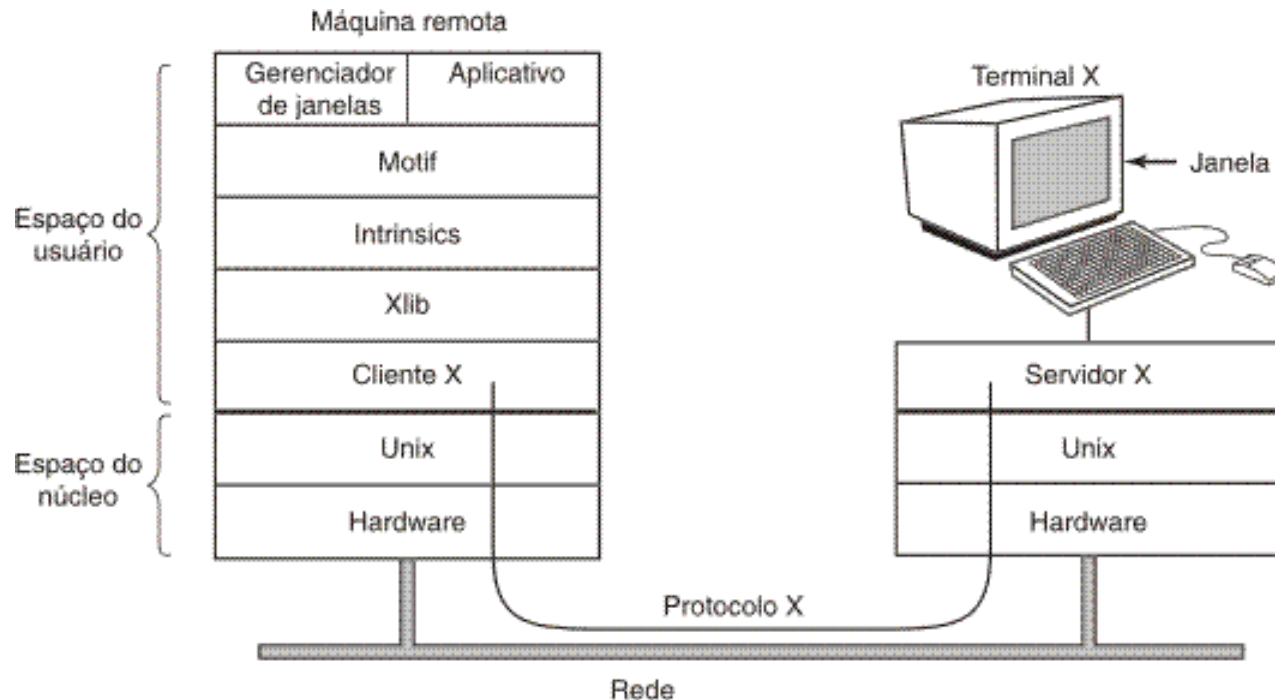 Máquina remota
Gerenciador
de janelas
Aplicativo
Motif
Intrinsics
Xlib
Cliente X
Unix
Hardware
Espaço do
usuário
Espaço do
núcleo
Terminal X
Janela
Servidor X
Unix
Hardware
Protocolo X
Rede